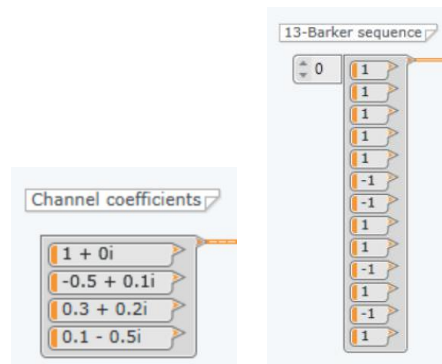 Channel coefficients
1 + 0i
-0.5 + 0.1i
0.3 + 0.2i
0.1 - 0.5i
13-Barker sequence
0
1
1
1
1
1
-1
-1
1
1
-1
1
-1
1